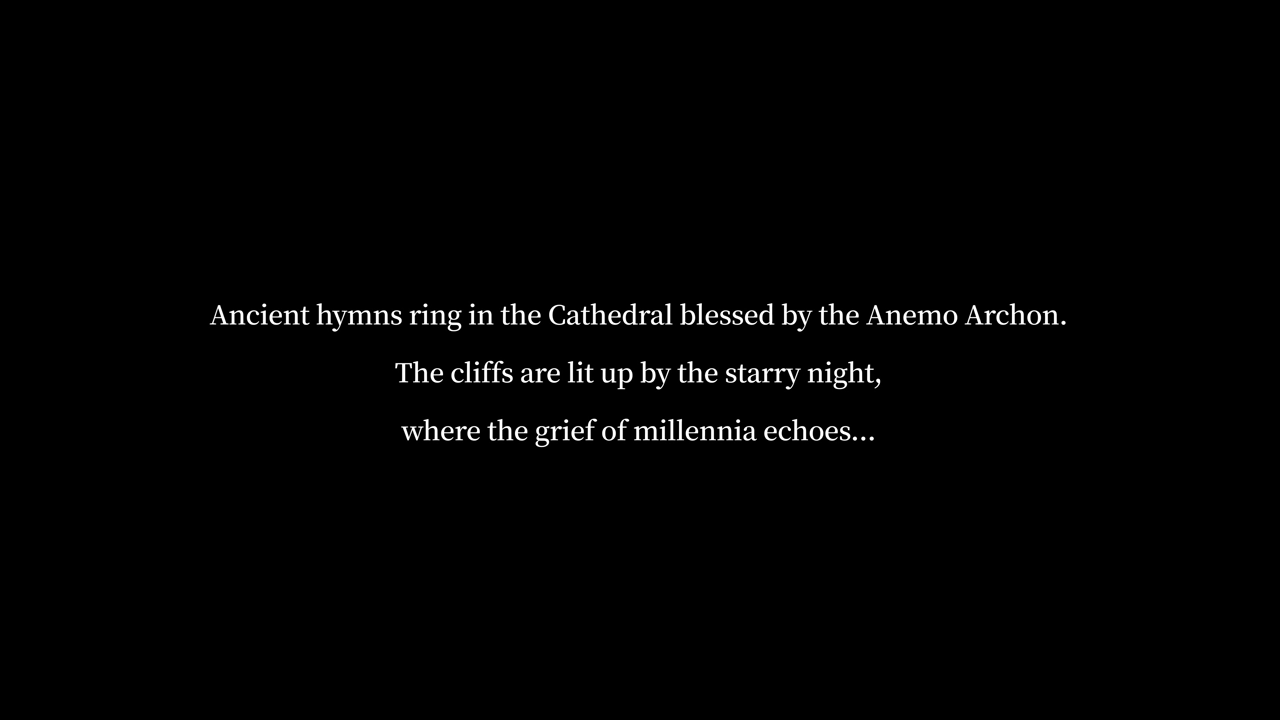 Ancient hymns ring in the Cathedral blessed by the Anemo Archon.
The cliffs are lit up by the starry night,
where the grief of millennia echoes...